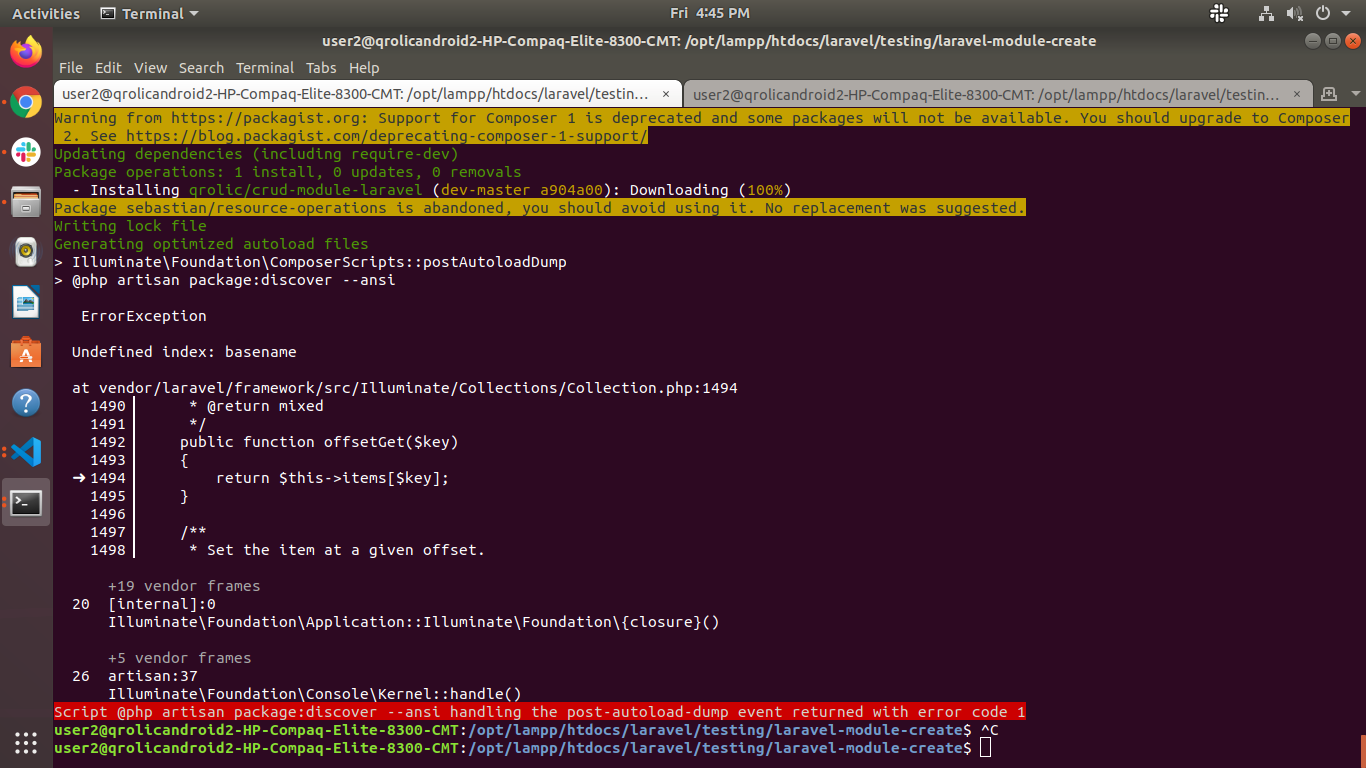 Activities
Terminal
Fri 4:45 PM
user2@qrolicandroid2-HP-Compaq-Elite-8300-CMT: /opt/lampp/htdocs/laravel/testing/laravel-module-create
File Edit View Search Terminal Tabs Help
user2@qrolicandroid2-HP-Compaq-Elite-8300-CMT: /opt/lampp/htdocs/laravel/testin... ×
user2@qrolicandroid2-HP-Compaq-Elite-8300-CMT: /opt/lampp/htdocs/laravel/testin... ×
Warning from https://packagist.org: Support for Composer 1 is deprecated and some packages will not be available. You should upgrade to Composer
2. See https://blog.packagist.com/deprecating-composer-1-support/
Updating dependencies (including require-dev)
Package operations: 1 install, 0 updates, 0 removals
- Installing qrolic/crud-module-laravel (dev-master a904a00): Downloading (100%)
Package sebastian/resource-operations is abandoned, you should avoid using it. No replacement was suggested.
Writing lock file
Generating optimized autoload files
> Illuminate\Foundation\ComposerScripts::postAutoloadDump
> @php artisan package:discover --ansi
ErrorException
Undefined index: basename
at vendor/laravel/framework/src/Illuminate/Collections/Collection.php:1494
1490 * @return mixed
1491 */
1492 public function offsetGet($key)
1493 {
➜ 1494 return $this->items[$key];
1495 }
1496
1497 /**
1498 * Set the item at a given offset.
+19 vendor frames
20 [internal]:0
Illuminate\Foundation\Application::Illuminate\Foundation\{closure}()
+5 vendor frames
26 artisan:37
Illuminate\Foundation\Console\Kernel::handle()
Script @php artisan package:discover --ansi handling the post-autoload-dump event returned with error code 1
user2@qrolicandroid2-HP-Compaq-Elite-8300-CMT:/opt/lampp/htdocs/laravel/testing/laravel-module-create$ ^C
user2@qrolicandroid2-HP-Compaq-Elite-8300-CMT:/opt/lampp/htdocs/laravel/testing/laravel-module-create$